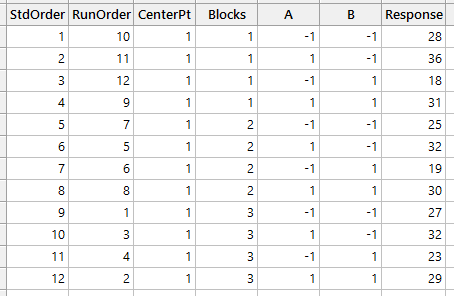 StdOrder RunOrder CenterPt Blocks A B Response
1 10 1 1 -1 -1 28
2 11 1 1 1 -1 36
3 12 1 1 -1 1 18
4 9 1 1 1 1 31
5 7 1 2 -1 -1 25
6 5 1 2 1 -1 32
7 6 1 2 -1 1 19
8 8 1 2 1 1 30
9 1 1 3 -1 -1 27
10 3 1 3 1 -1 32
11 4 1 3 -1 1 23
12 2 1 3 1 1 29